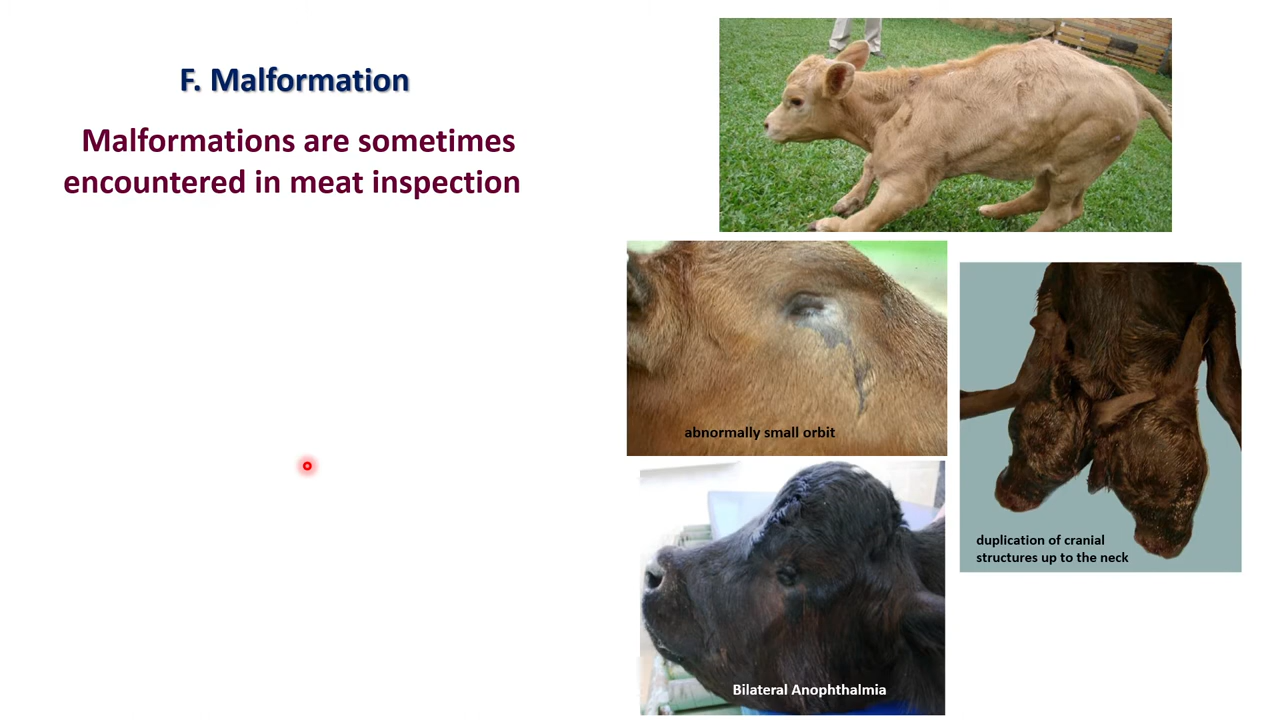 F. Malformation
Malformations are sometimes
encountered in meat inspection
abnormally small orbit
duplication of cranial
structures up to the neck
Bilateral Anophthalmia